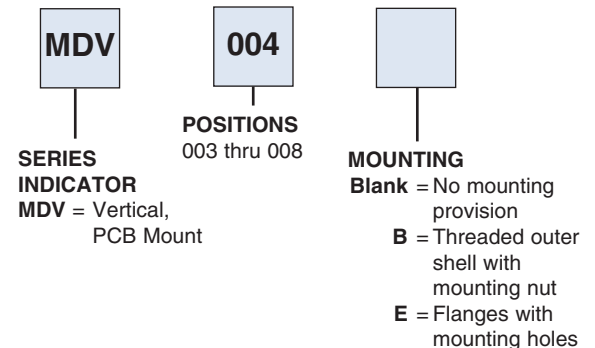 MDV
004
SERIES
INDICATOR
MDV = Vertical,
PCB Mount
POSITIONS
003 thru 008
MOUNTING
Blank = No mounting
provision
B = Threaded outer
shell with
mounting nut
E = Flanges with
mounting holes